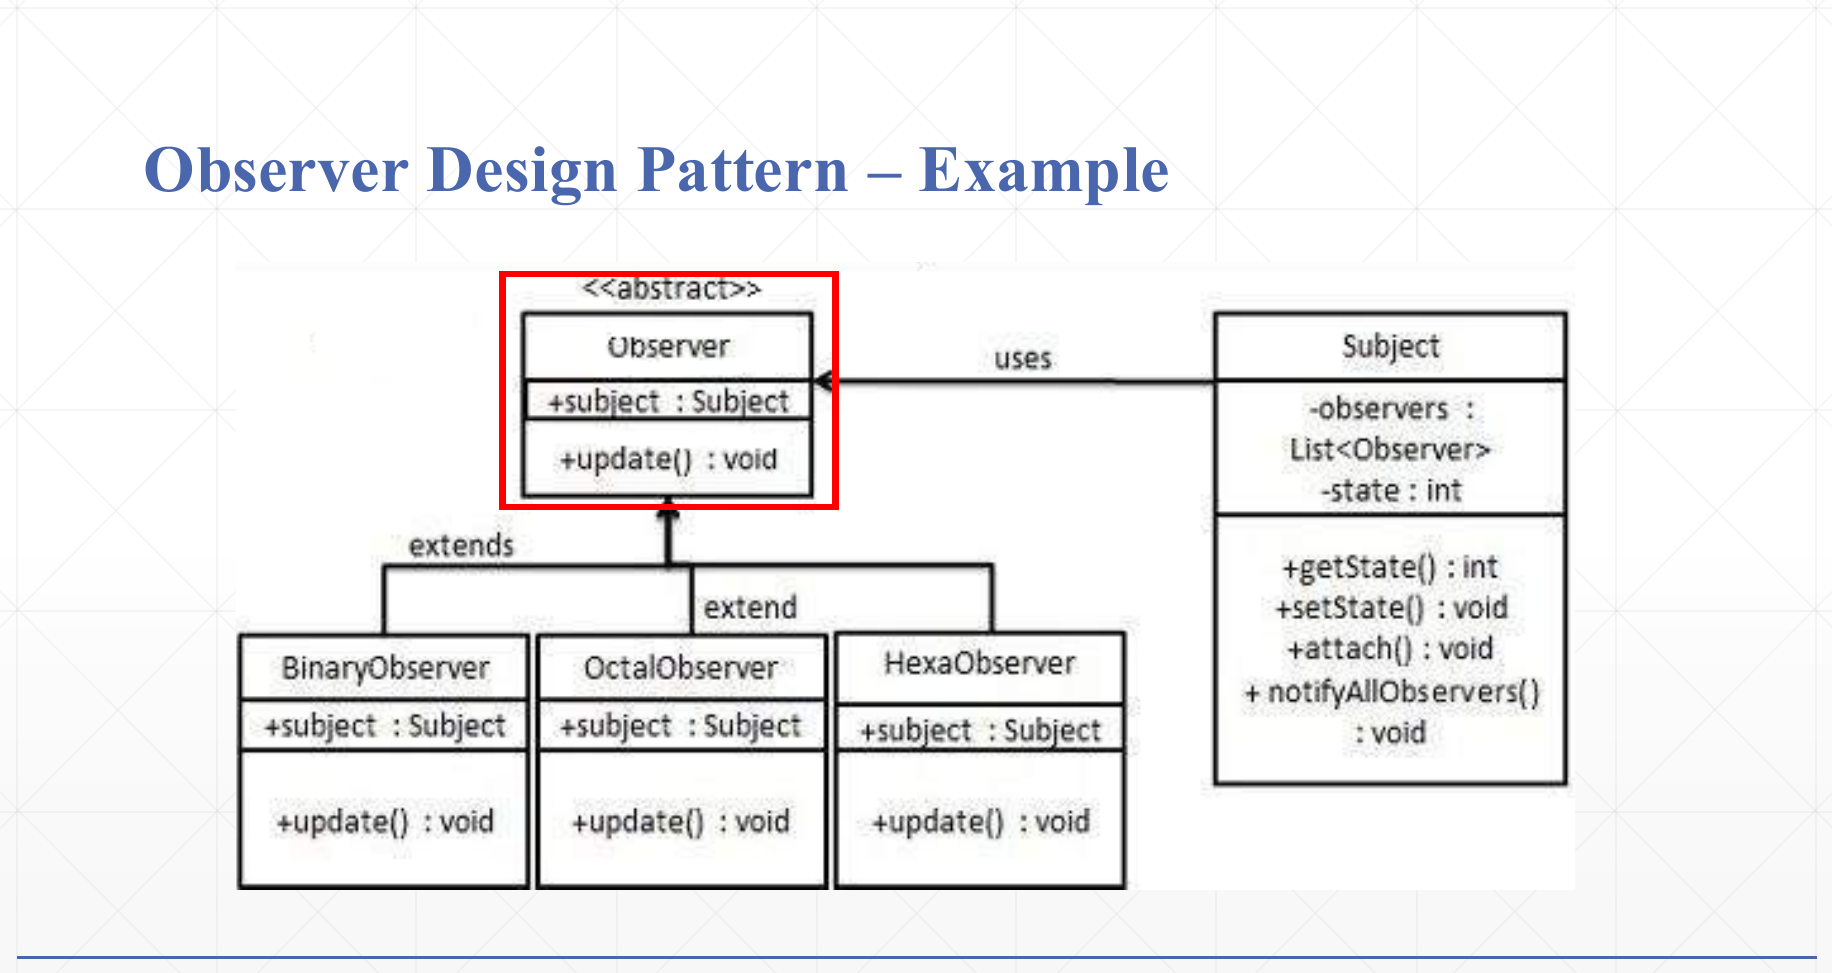 Observer Design Pattern – Example
<<abstract>>
Observer
+subject : Subject
+update() : void
uses
Subject
-observers :
List<Observer>
-state : int
+getState() : int
+setState() : void
+attach() : void
+ notifyAllObservers()
: void
extends
extend
BinaryObserver
+subject : Subject
+update() : void
OctalObserver
+subject : Subject
+update() : void
HexaObserver
+subject : Subject
+update() : void